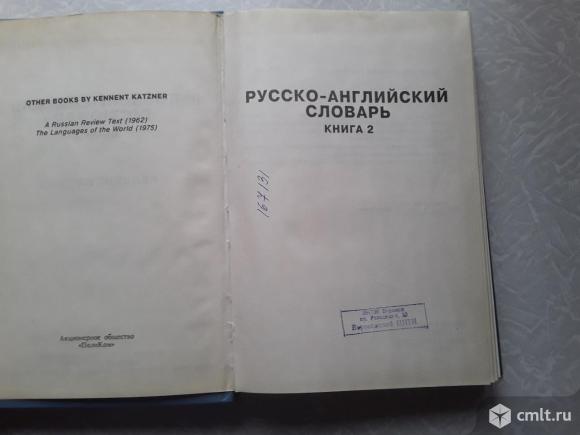 OTHER BOOKS BY KENNENT KATZNER
A Russian Review Text (1962)
The Languages of the World (1975)
Акционерное общество
«ПолиКом»
РУССКО-АНГЛИЙСКИЙ
СЛОВАРЬ
КНИГА 2
167131
cmlt.ru